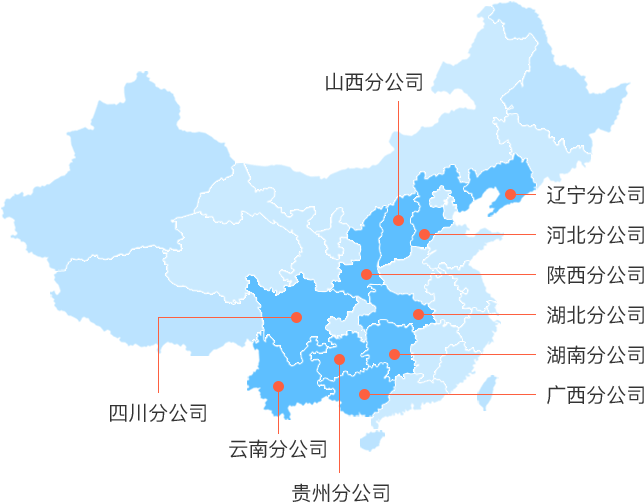 山西分公司
辽宁分公司
河北分公司
陕西分公司
湖北分公司
湖南分公司
广西分公司
四川分公司
云南分公司
贵州分公司